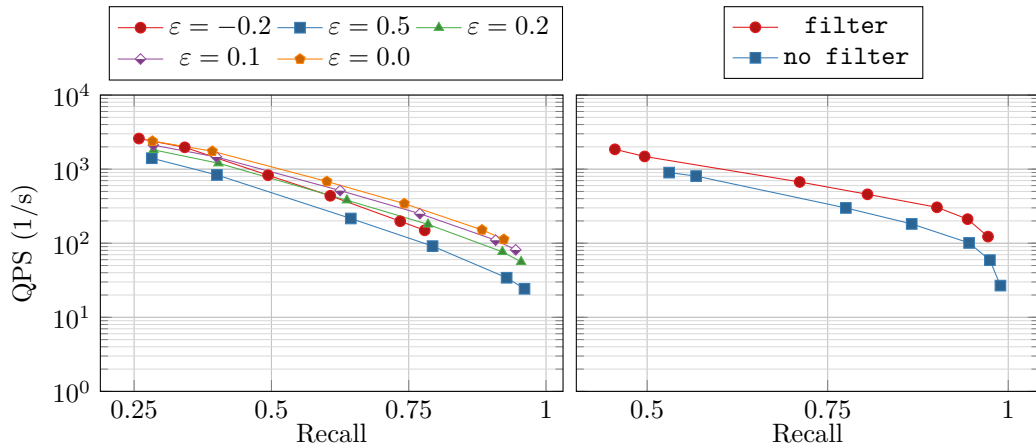 ε = −0.2 ε = 0.5 ε = 0.2
ε = 0.1 ε = 0.0
filter
no filter
QPS (1/s)
10^4
10^3
10^2
10^1
10^0
0.25 0.5 0.75 1
Recall
0.5 0.75 1
Recall